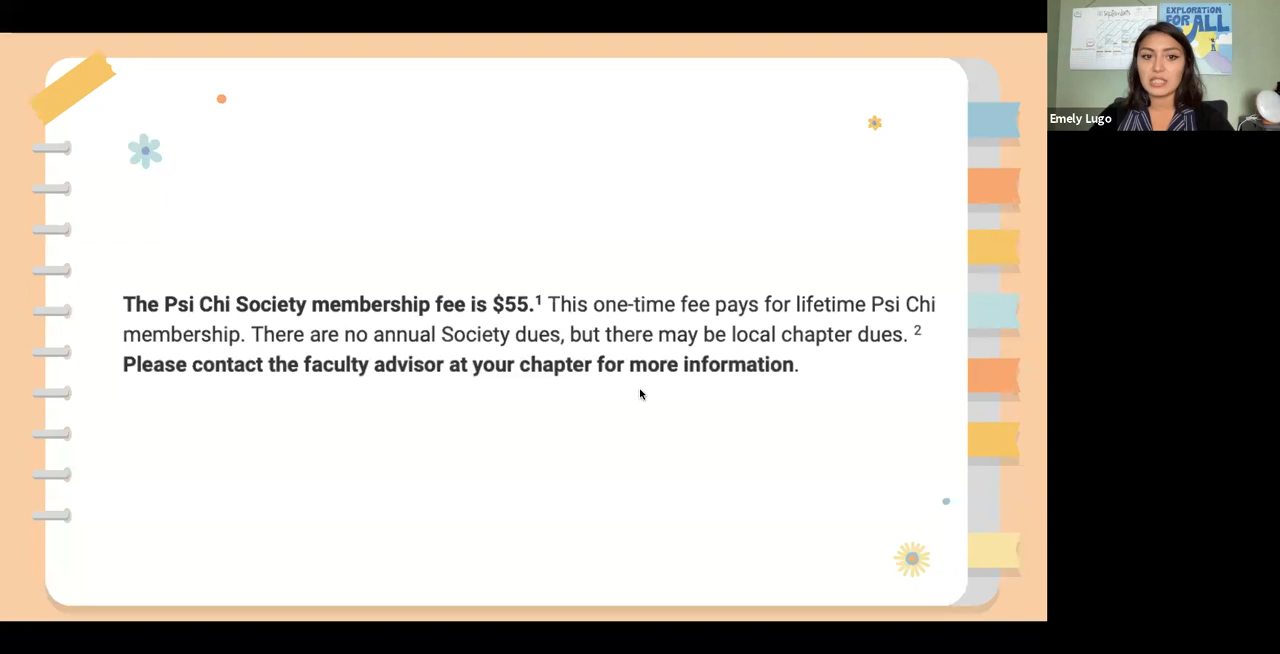 The Psi Chi Society membership fee is $55.¹ This one-time fee pays for lifetime Psi Chi
membership. There are no annual Society dues, but there may be local chapter dues. ²
Please contact the faculty advisor at your chapter for more information.
EXPLORATION
FOR ALL
Emely Lugo